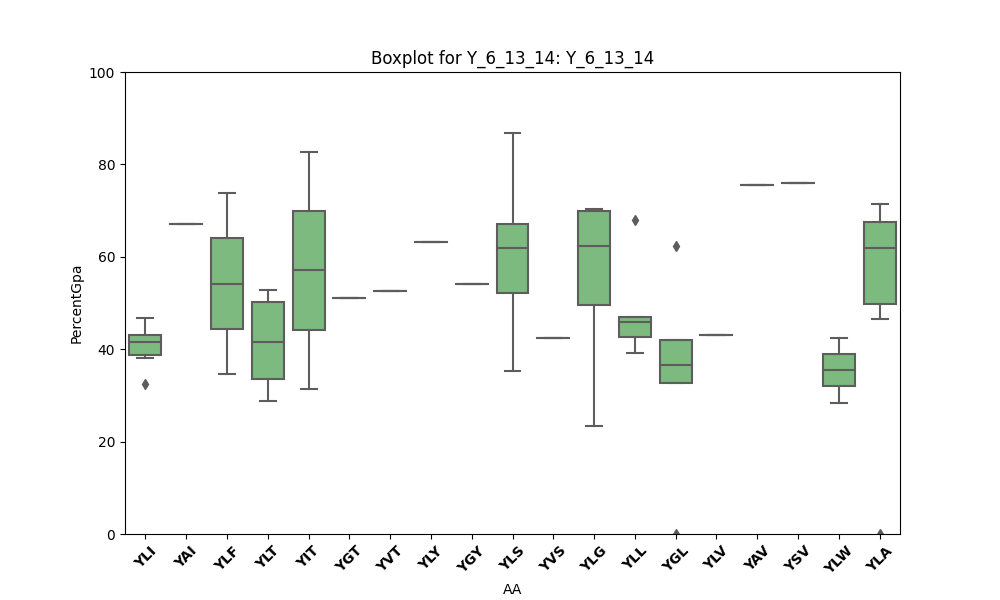 Boxplot for Y_6_13_14: Y_6_13_14
PercentGpa
100
80
60
40
20
0
YLI YAI YLF YLT YIT YGT YVT YLY YGY YLS YVS YLG YLL YGL YLV YAV YSV YLW YLA
AA